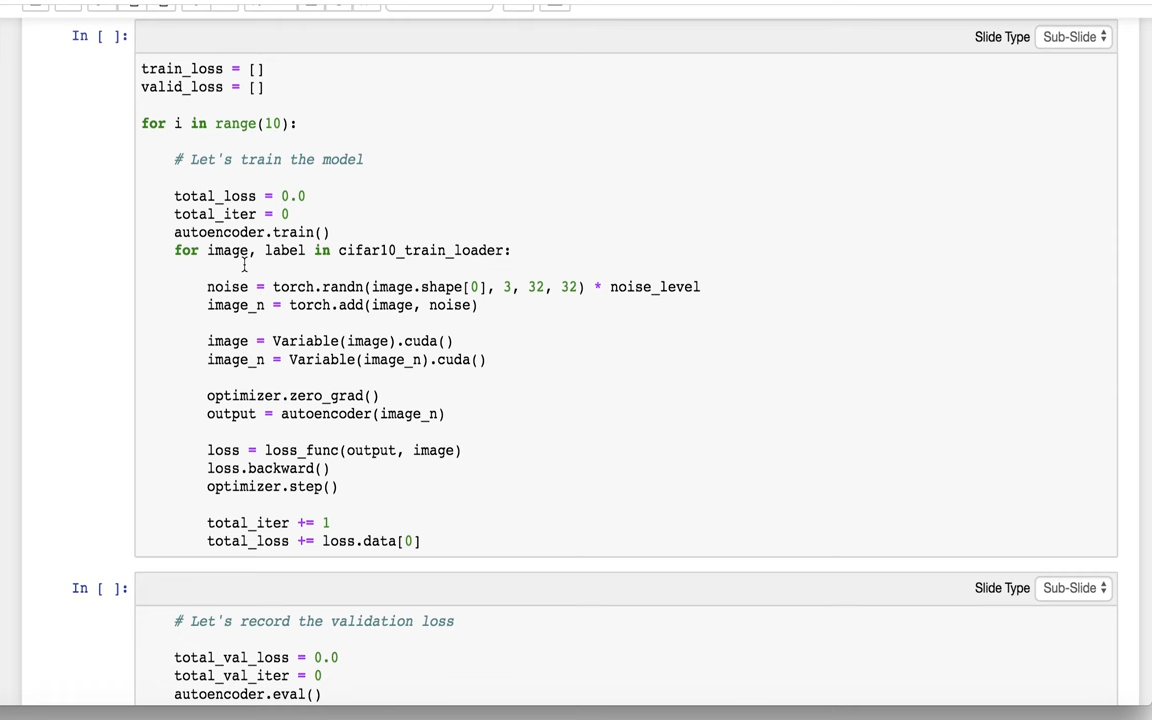 In [ ]:
Slide Type Sub-Slide
train_loss = []
valid_loss = []
for i in range(10):
# Let's train the model
total_loss = 0.0
total_iter = 0
autoencoder.train()
for image, label in cifar10_train_loader:
noise = torch.randn(image.shape[0], 3, 32, 32) * noise_level
image_n = torch.add(image, noise)
image = Variable(image).cuda()
image_n = Variable(image_n).cuda()
optimizer.zero_grad()
output = autoencoder(image_n)
loss = loss_func(output, image)
loss.backward()
optimizer.step()
total_iter += 1
total_loss += loss.data[0]
In [ ]:
Slide Type Sub-Slide
# Let's record the validation loss
total_val_loss = 0.0
total_val_iter = 0
autoencoder.eval()